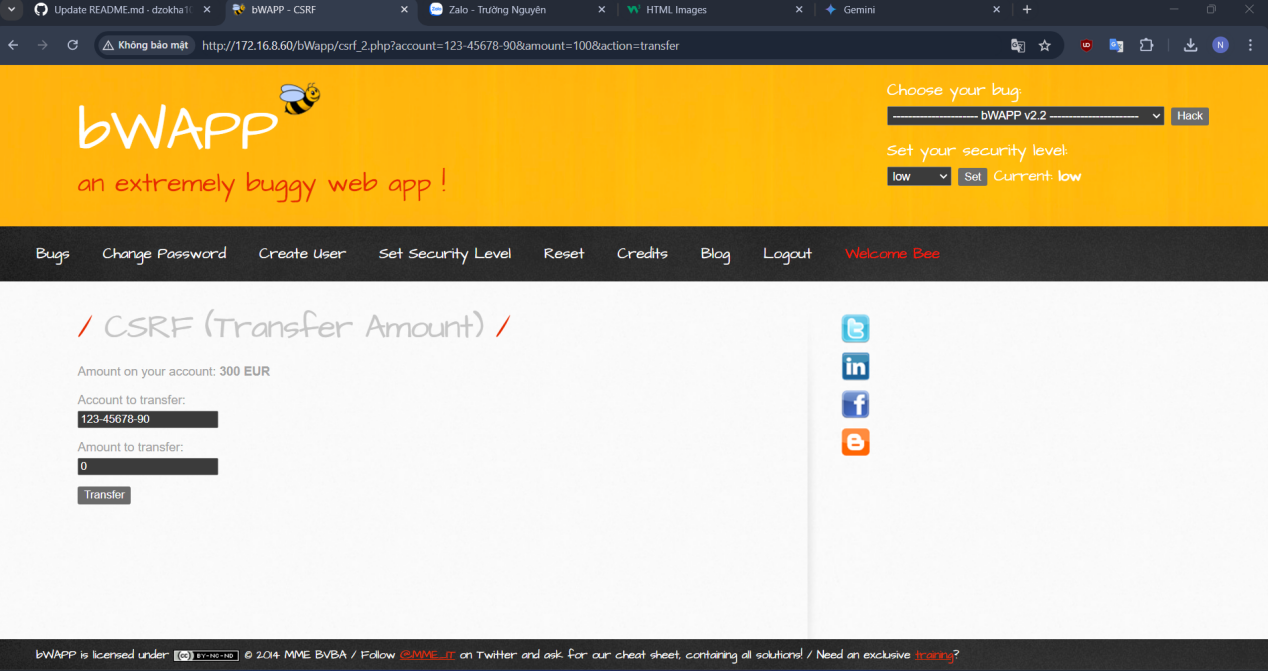 Update README.md · dzokha1
bWAPP - CSRF
Zalo - Trường Nguyên
HTML Images
Gemini
Không bảo mật
http://172.16.8.60/bWapp/csrf_2.php?account=123-45678-90&amount=100&action=transfer
N
bWAPP
an extremely buggy web app !
Choose your bug:
---------------------- bWAPP v2.2 -----------------------
Hack
Set your security level:
low
Set
Current: low
Bugs
Change Password
Create User
Set Security Level
Reset
Credits
Blog
Logout
Welcome Bee
/ CSRF (Transfer Amount) /
Amount on your account: 300 EUR
Account to transfer:
123-45678-90
Amount to transfer:
0
Transfer
bWAPP is licensed under (cc) BY-NC-ND © 2014 MME BVBA / Follow @MME_IT on Twitter and ask for our cheat sheet, containing all solutions! / Need an exclusive training?